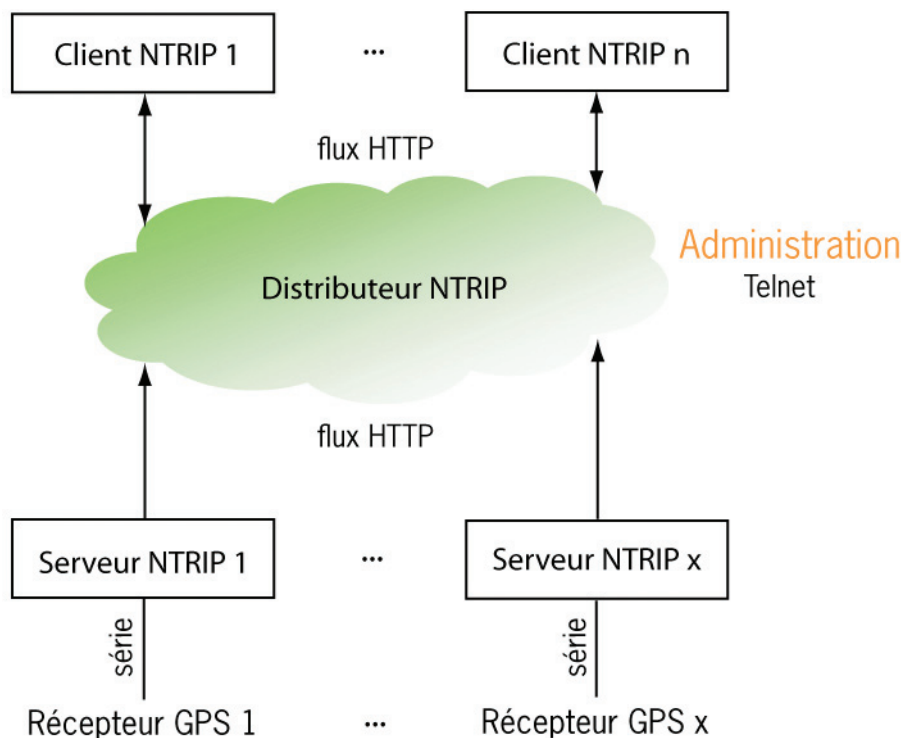 Client NTRIP 1
...
Client NTRIP n
flux HTTP
Distributeur NTRIP
Administration
Telnet
flux HTTP
Serveur NTRIP 1
...
Serveur NTRIP x
série
série
Récepteur GPS 1
...
Récepteur GPS x